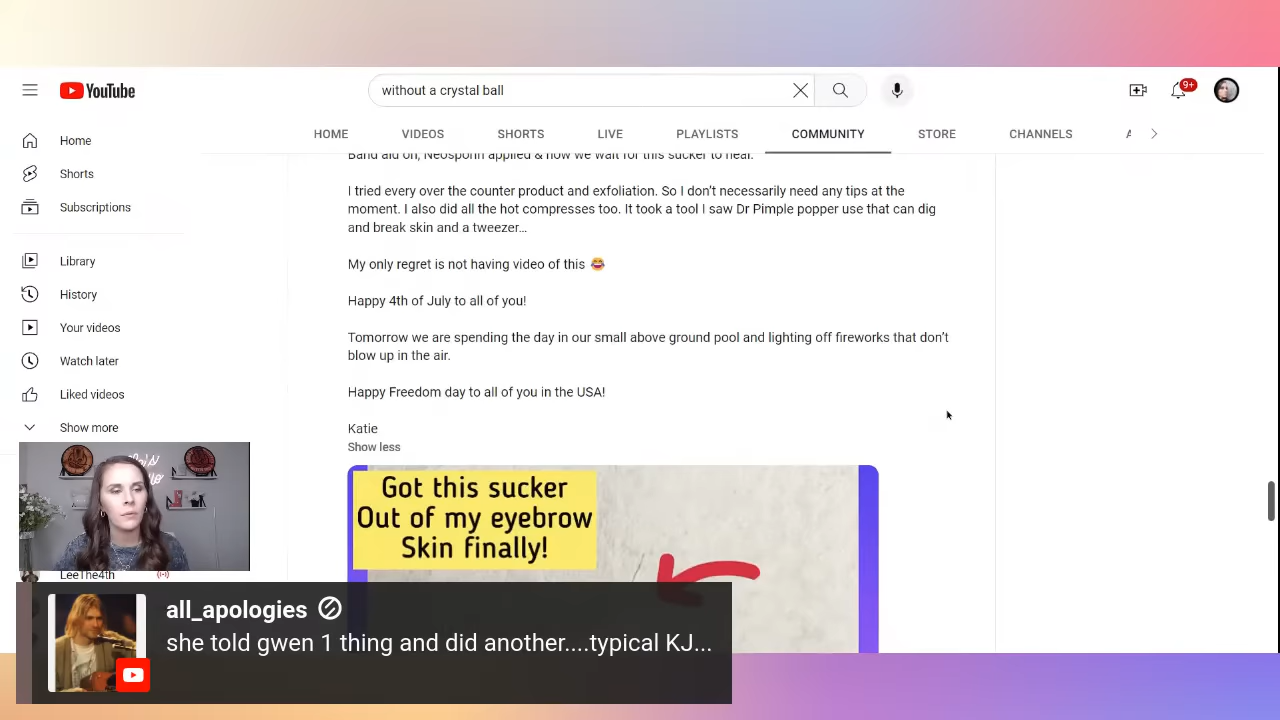 YouTube
without a crystal ball
9+
HOME VIDEOS SHORTS LIVE PLAYLISTS COMMUNITY STORE CHANNELS
Home
Shorts
Subscriptions
Library
History
Your videos
Watch later
Liked videos
Show more
LeeThe4th
Band aid on, Neosporin applied & now we wait for this sucker to heal.
I tried every over the counter product and exfoliation. So I don’t necessarily need any tips at the
moment. I also did all the hot compresses too. It took a tool I saw Dr Pimple popper use that can dig
and break skin and a tweezer…
My only regret is not having video of this 😂
Happy 4th of July to all of you!
Tomorrow we are spending the day in our small above ground pool and lighting off fireworks that don’t
blow up in the air.
Happy Freedom day to all of you in the USA!
Katie
Show less
Got this sucker
Out of my eyebrow
Skin finally!
all_apologies
she told gwen 1 thing and did another....typical KJ...